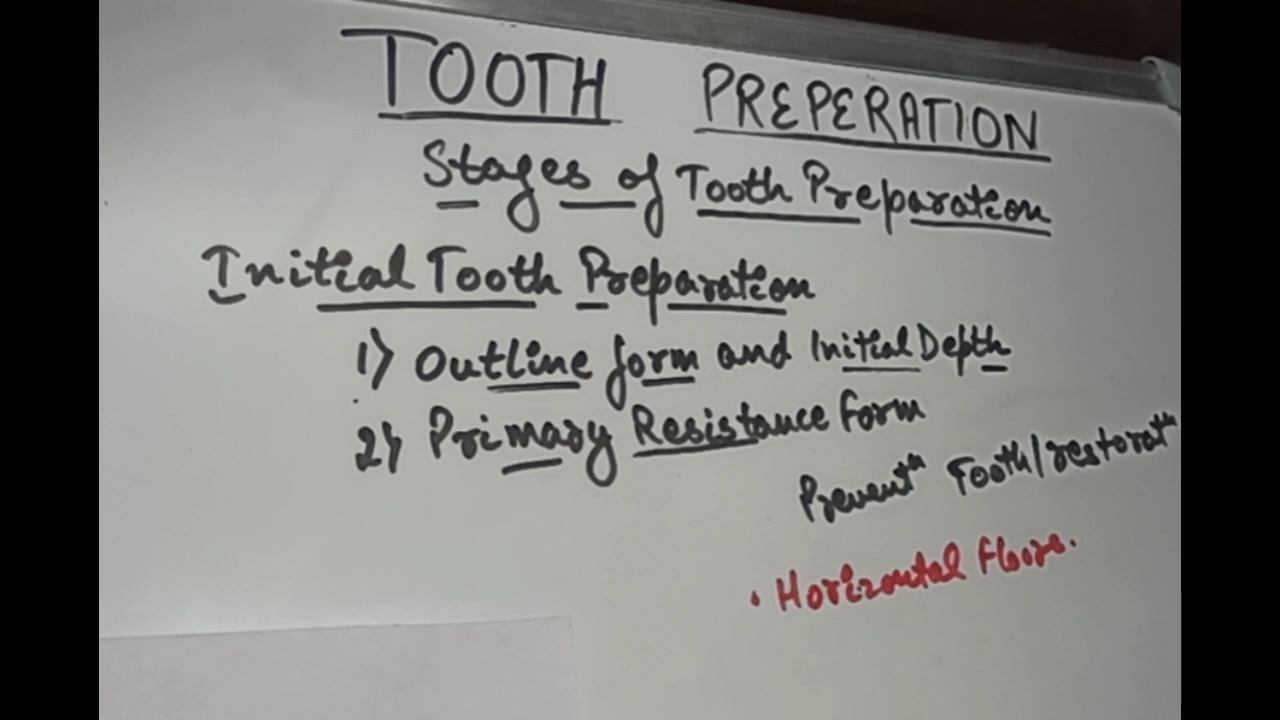 TOOTH PREPERATION
Stages of Tooth Preparation
Initial Tooth Preparation
1) Outline form and Initial Depth
2) Primary Resistance form
Preventⁿ Tooth/restoratⁿ
• Horizontal Floors.